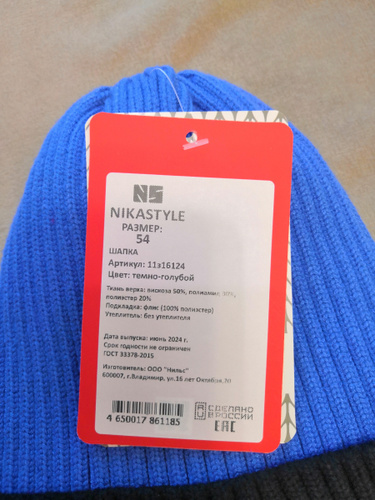 NS
NIKASTYLE
РАЗМЕР:
54
ШАПКА
Артикул: 11з16124
Цвет: темно-голубой
Ткань верха: вискоза 50%, полиамид 30%,
полиэстер 20%
Подкладка: флис (100% полиэстер)
Утеплитель: без утеплителя
Дата выпуска: июнь 2024 г.
Срок годности не ограничен
ГОСТ 33378-2015
Изготовитель: ООО "Нильс"
600007, г.Владимир, ул.16 лет Октября,
4 650017 861185
СДЕЛАНО
В РОССИИ
EAC